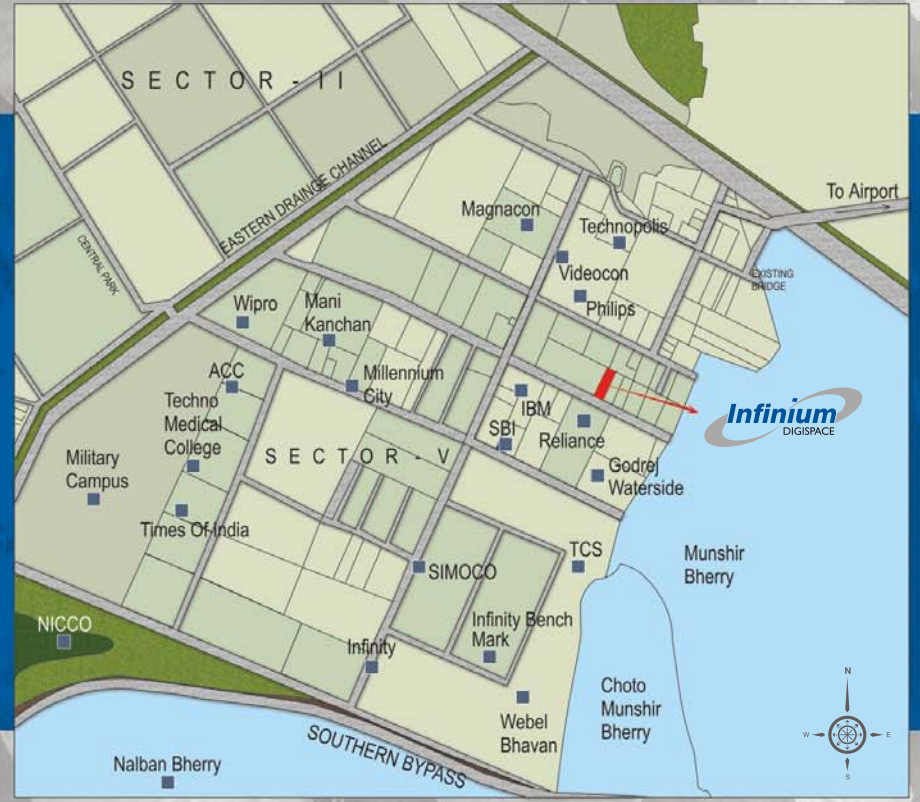 SECTOR - II
EASTERN DRAINGE CHANNEL
CENTRAL PARK
To Airport
Magnacon
Technopolis
Videocon
EXISTING
BRIDGE
Philips
Wipro
Mani
Kanchan
ACC
Millennium
City
Techno
Medical
College
IBM
SBI
Reliance
Infinium
DIGISPACE
SECTOR - V
Military
Campus
Godrej
Waterside
Times Of India
TCS
Munshir
Bherry
SIMOCO
NICCO
Infinity Bench
Mark
Infinity
Choto
Munshir
Bherry
Webel
Bhavan
SOUTHERN BYPASS
Nalban Bherry
N
W
E
S